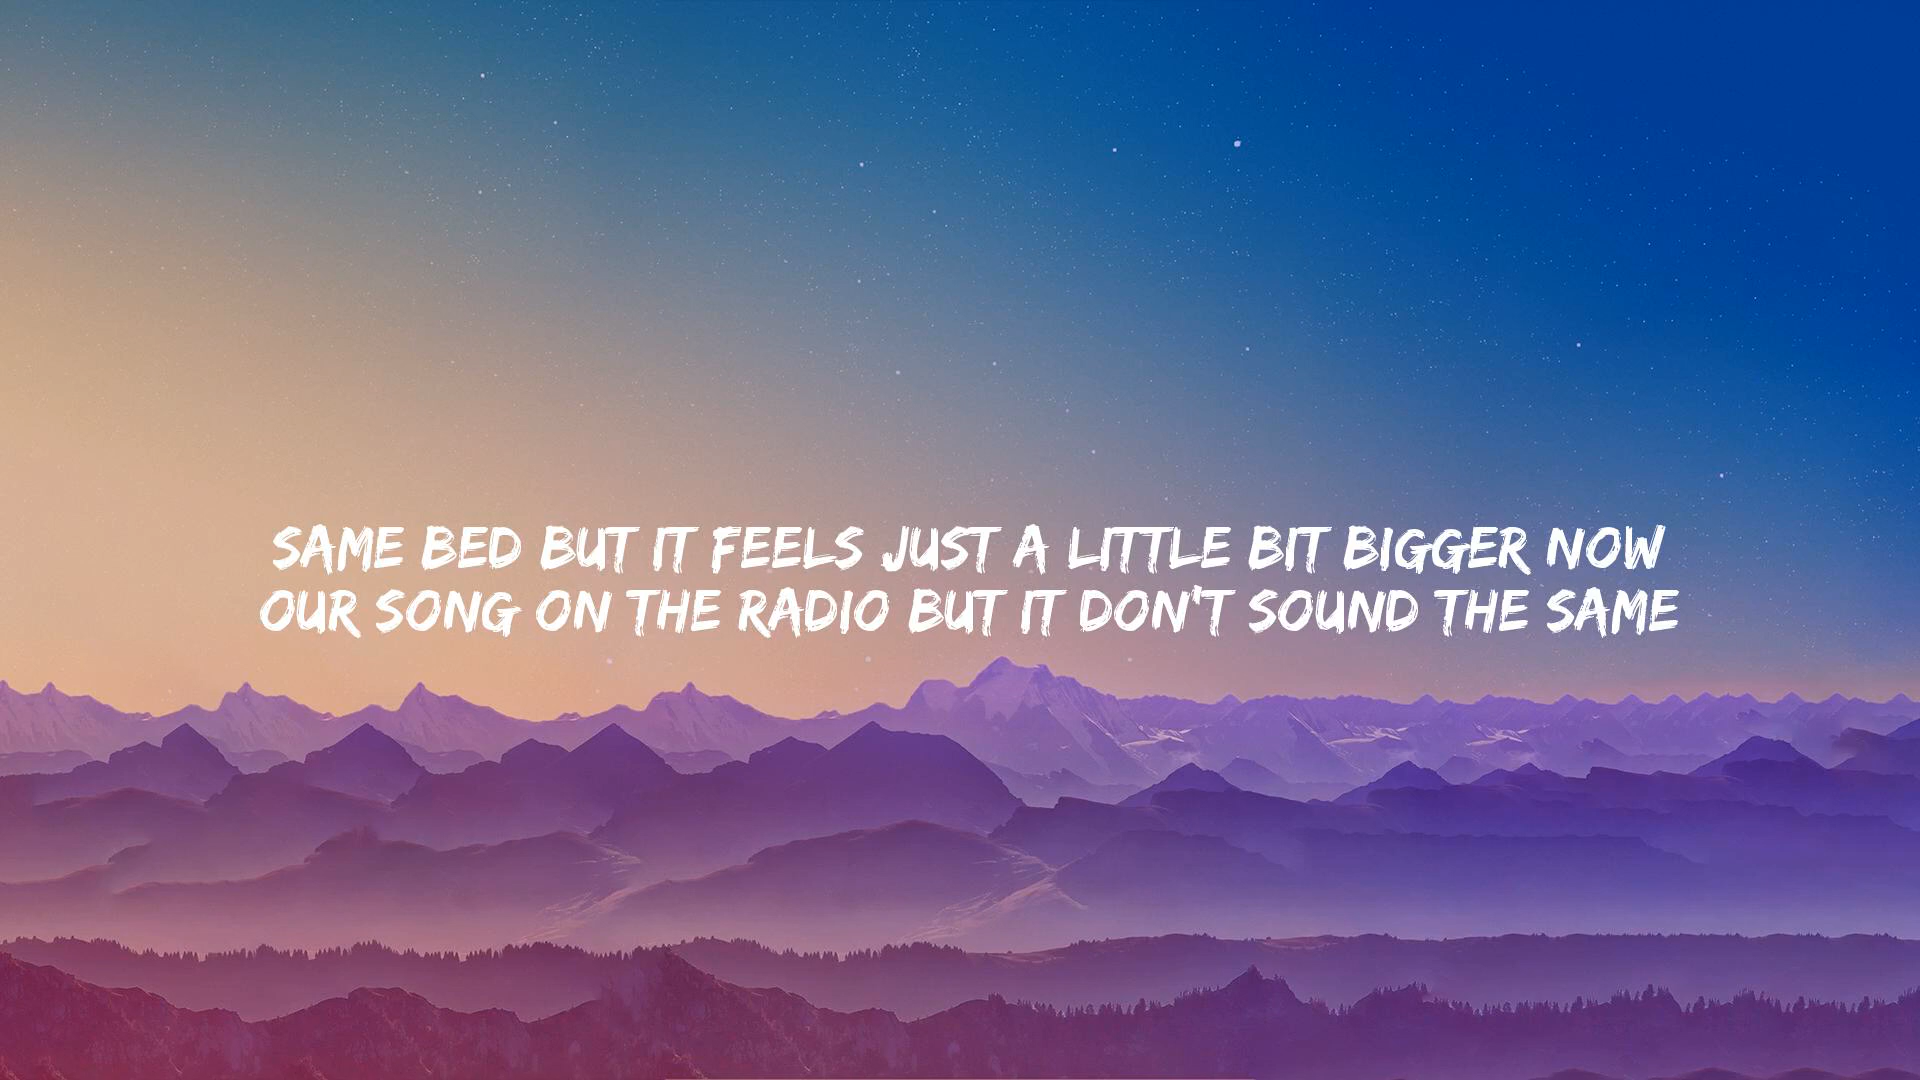 SAME BED BUT IT FEELS JUST A LITTLE BIT BIGGER NOW
OUR SONG ON THE RADIO BUT IT DON'T SOUND THE SAME